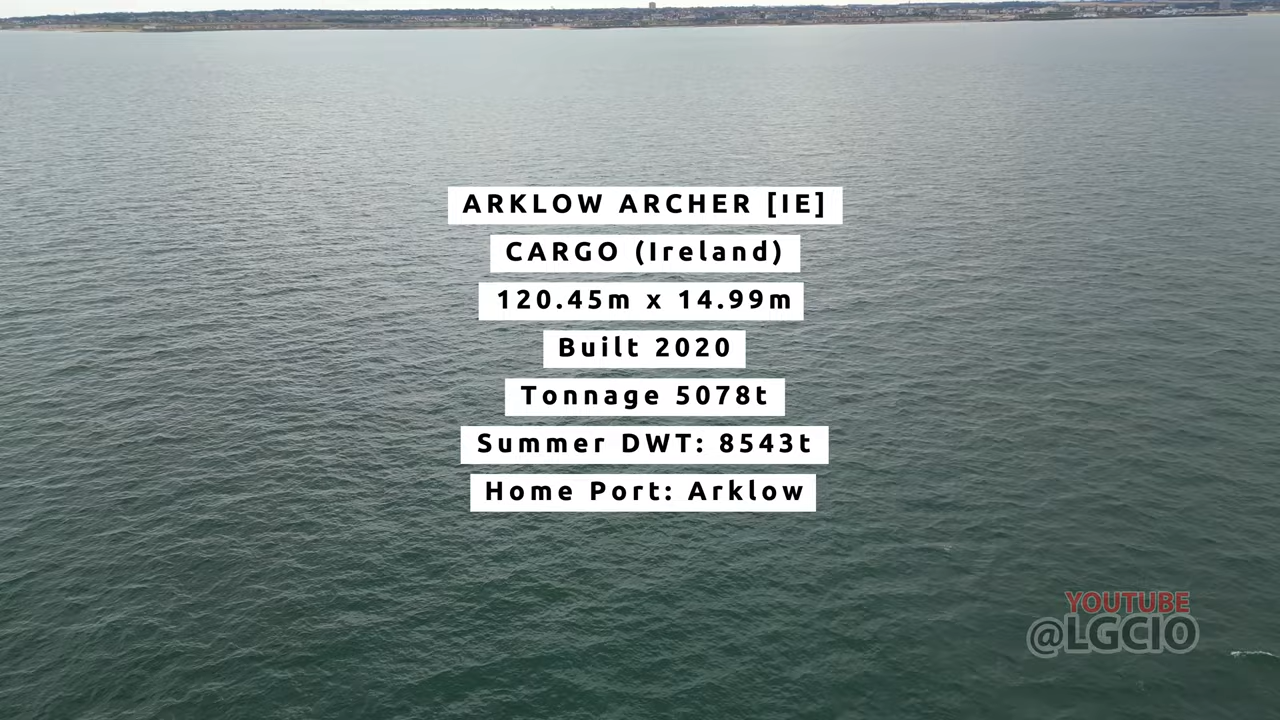 ARKLOW ARCHER [IE]
CARGO (Ireland)
120.45m x 14.99m
Built 2020
Tonnage 5078t
Summer DWT: 8543t
Home Port: Arklow
YOUTUBE
@LGCIO